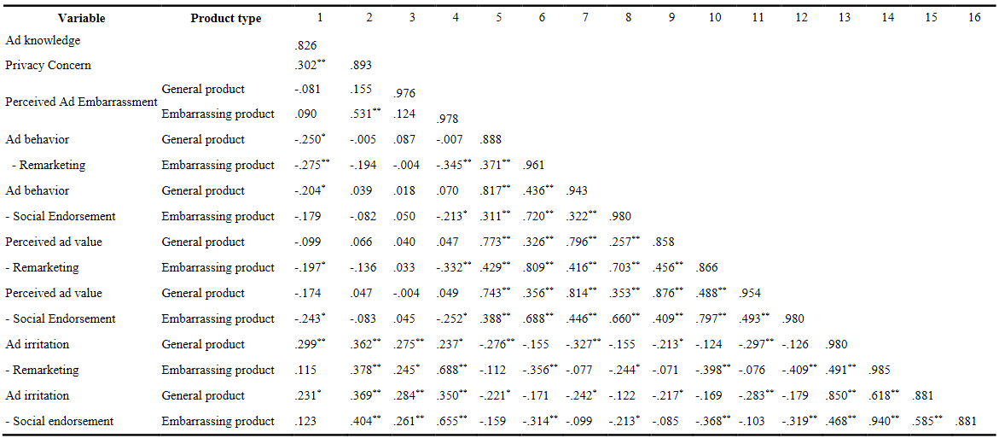 Variable Product type 1 2 3 4 5 6 7 8 9 10 11 12 13 14 15 16
Ad knowledge .826
Privacy Concern .302** .893
Perceived Ad Embarrassment General product -.081 .155 .976
Embarrassing product .090 .531** .124 .978
Ad behavior General product -.250* -.005 .087 -.007 .888
- Remarketing Embarrassing product -.275** -.194 -.004 -.345** .371** .961
Ad behavior General product -.204* .039 .018 .070 .817** .436** .943
- Social Endorsement Embarrassing product -.179 -.082 .050 -.213* .311** .720** .322** .980
Perceived ad value General product -.099 .066 .040 .047 .773** .326** .796** .257** .858
- Remarketing Embarrassing product -.197* -.136 .033 -.332** .429** .809** .416** .703** .456** .866
Perceived ad value General product -.174 .047 -.004 .049 .743** .356** .814** .353** .876** .488** .954
- Social Endorsement Embarrassing product -.243* -.083 .045 -.252* .388** .688** .446** .660** .409** .797** .493** .980
Ad irritation General product .299** .362** .275** .237* -.276** -.155 -.327** -.155 -.213* -.124 -.297** -.126 .980
- Remarketing Embarrassing product .115 .378** .245* .688** -.112 -.356** -.077 -.244* -.071 -.398** -.076 -.409** .491** .985
Ad irritation General product .231* .369** .284** .350** -.221* -.171 -.242* -.122 -.217* -.169 -.283** -.179 .850** .618** .881
- Social endorsement Embarrassing product .123 .404** .261** .655** -.159 -.314** -.099 -.213* -.085 -.368** -.103 -.319** .468** .940** .585** .881